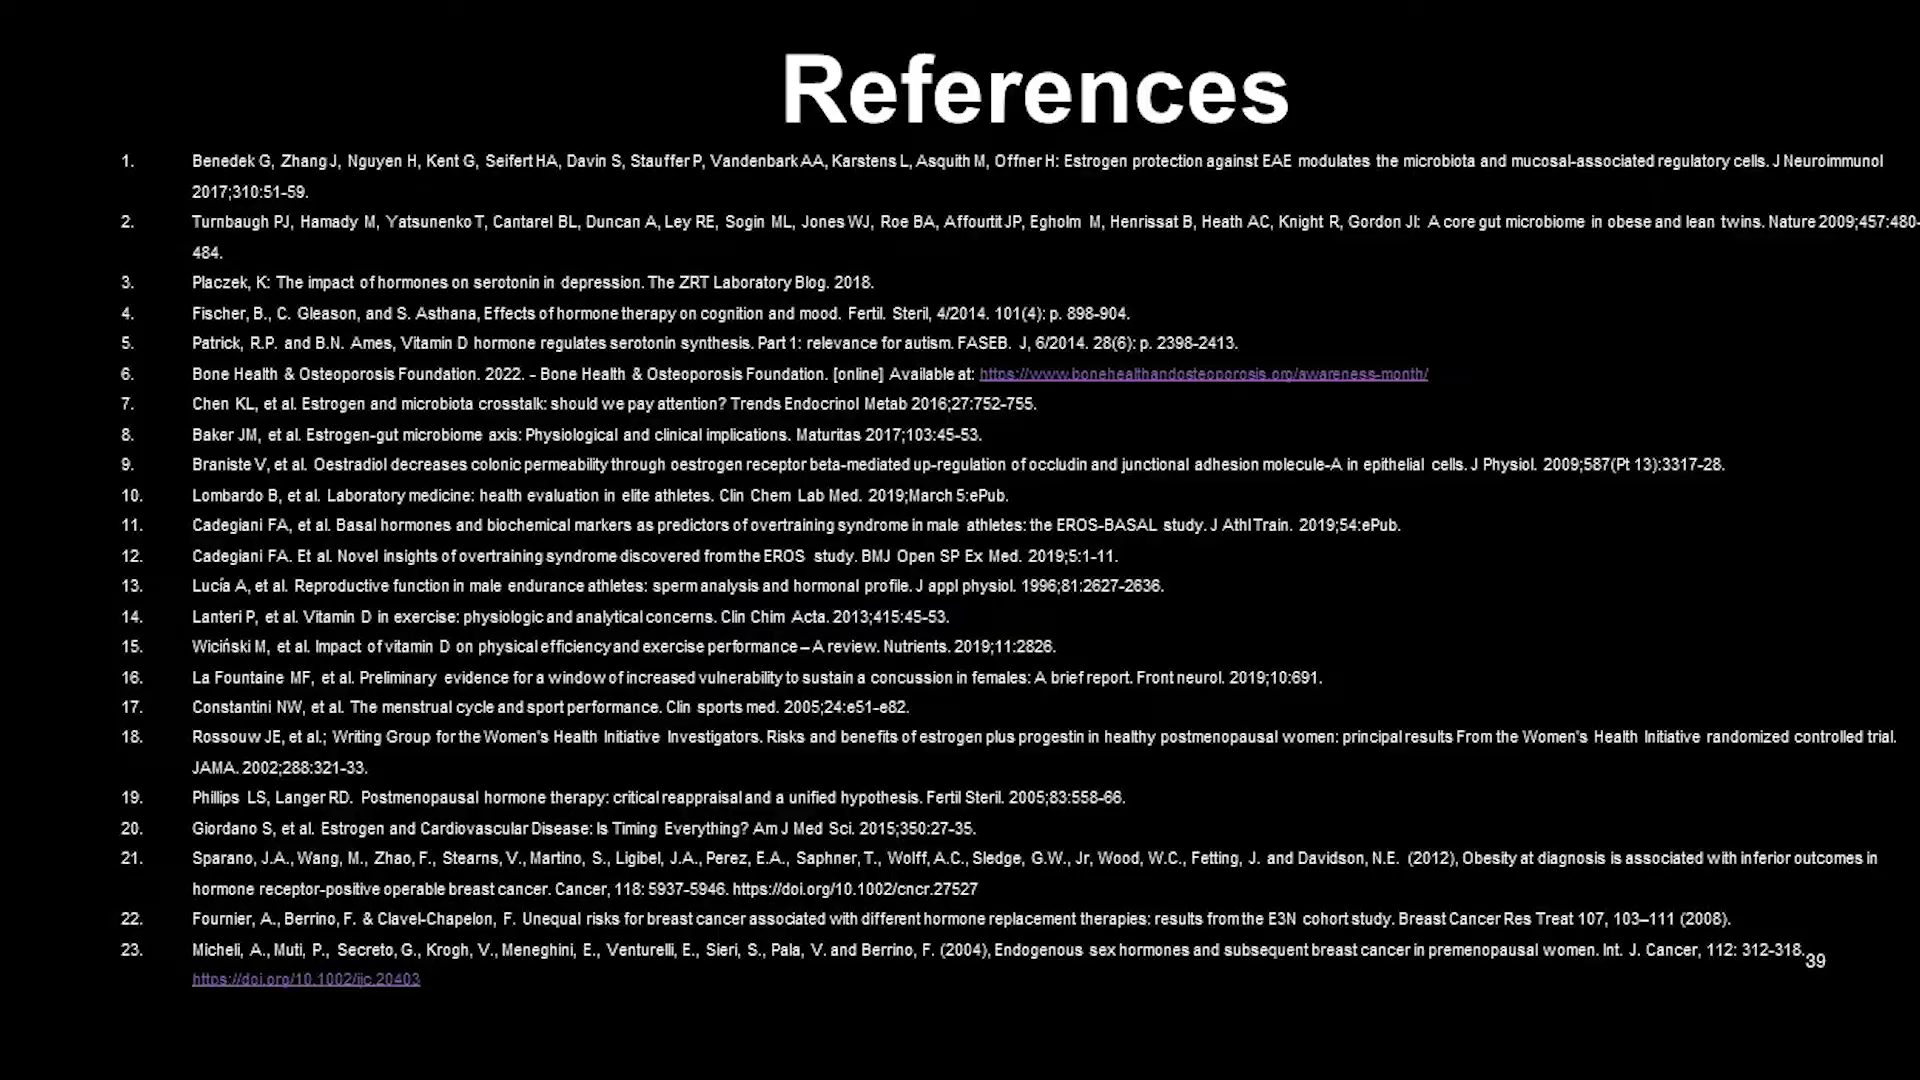 References
1. Benedek G, Zhang J, Nguyen H, Kent G, Seifert HA, Davin S, Stauffer P, Vandenbark AA, Karstens L, Asquith M, Offner H: Estrogen protection against EAE modulates the microbiota and mucosal-associated regulatory cells. J Neuroimmunol
2017;310:51-59.
2. Turnbaugh PJ, Hamady M, Yatsunenko T, Cantarel BL, Duncan A, Ley RE, Sogin ML, Jones WJ, Roe BA, Affourtit JP, Egholm M, Henrissat B, Heath AC, Knight R, Gordon JI: A core gut microbiome in obese and lean twins. Nature 2009;457:480-
484.
3. Placzek, K: The impact of hormones on serotonin in depression. The ZRT Laboratory Blog. 2018.
4. Fischer, B., C. Gleason, and S. Asthana, Effects of hormone therapy on cognition and mood. Fertil. Steril, 4/2014. 101(4): p. 898-904.
5. Patrick, R.P. and B.N. Ames, Vitamin D hormone regulates serotonin synthesis. Part 1: relevance for autism. FASEB. J, 6/2014. 28(6): p. 2398-2413.
6. Bone Health & Osteoporosis Foundation. 2022. - Bone Health & Osteoporosis Foundation. [online] Available at: https://www.bonehealthandosteoporosis.org/awareness-month/
7. Chen KL, et al. Estrogen and microbiota crosstalk: should we pay attention? Trends Endocrinol Metab 2016;27:752-755.
8. Baker JM, et al. Estrogen-gut microbiome axis: Physiological and clinical implications. Maturitas 2017;103:45-53.
9. Braniste V, et al. Oestradiol decreases colonic permeability through oestrogen receptor beta-mediated up-regulation of occludin and junctional adhesion molecule-A in epithelial cells. J Physiol. 2009;587(Pt 13):3317-28.
10. Lombardo B, et al. Laboratory medicine: health evaluation in elite athletes. Clin Chem Lab Med. 2019;March 5:ePub.
11. Cadegiani FA, et al. Basal hormones and biochemical markers as predictors of overtraining syndrome in male athletes: the EROS-BASAL study. J Athl Train. 2019;54:ePub.
12. Cadegiani FA. Et al. Novel insights of overtraining syndrome discovered from the EROS study. BMJ Open SP Ex Med. 2019;5:1-11.
13. Lucía A, et al. Reproductive function in male endurance athletes: sperm analysis and hormonal profile. J appl physiol. 1996;81:2627-2636.
14. Lanteri P, et al. Vitamin D in exercise: physiologic and analytical concerns. Clin Chim Acta. 2013;415:45-53.
15. Wiciński M, et al. Impact of vitamin D on physical efficiency and exercise performance – A review. Nutrients. 2019;11:2826.
16. La Fountaine MF, et al. Preliminary evidence for a window of increased vulnerability to sustain a concussion in females: A brief report. Front neurol. 2019;10:691.
17. Constantini NW, et al. The menstrual cycle and sport performance. Clin sports med. 2005;24:e51-e82.
18. Rossouw JE, et al.; Writing Group for the Women's Health Initiative Investigators. Risks and benefits of estrogen plus progestin in healthy postmenopausal women: principal results From the Women's Health Initiative randomized controlled trial.
JAMA. 2002;288:321-33.
19. Phillips LS, Langer RD. Postmenopausal hormone therapy: critical reappraisal and a unified hypothesis. Fertil Steril. 2005;83:558-66.
20. Giordano S, et al. Estrogen and Cardiovascular Disease: Is Timing Everything? Am J Med Sci. 2015;350:27-35.
21. Sparano, J.A., Wang, M., Zhao, F., Stearns, V., Martino, S., Ligibel, J.A., Perez, E.A., Saphner, T., Wolff, A.C., Sledge, G.W., Jr, Wood, W.C., Fetting, J. and Davidson, N.E. (2012), Obesity at diagnosis is associated with inferior outcomes in
hormone receptor-positive operable breast cancer. Cancer, 118: 5937-5946. https://doi.org/10.1002/cncr.27527
22. Fournier, A., Berrino, F. & Clavel-Chapelon, F. Unequal risks for breast cancer associated with different hormone replacement therapies: results from the E3N cohort study. Breast Cancer Res Treat 107, 103–111 (2008).
23. Micheli, A., Muti, P., Secreto, G., Krogh, V., Meneghini, E., Venturelli, E., Sieri, S., Pala, V. and Berrino, F. (2004), Endogenous sex hormones and subsequent breast cancer in premenopausal women. Int. J. Cancer, 112: 312-318.
https://doi.org/10.1002/ijc.20403
39